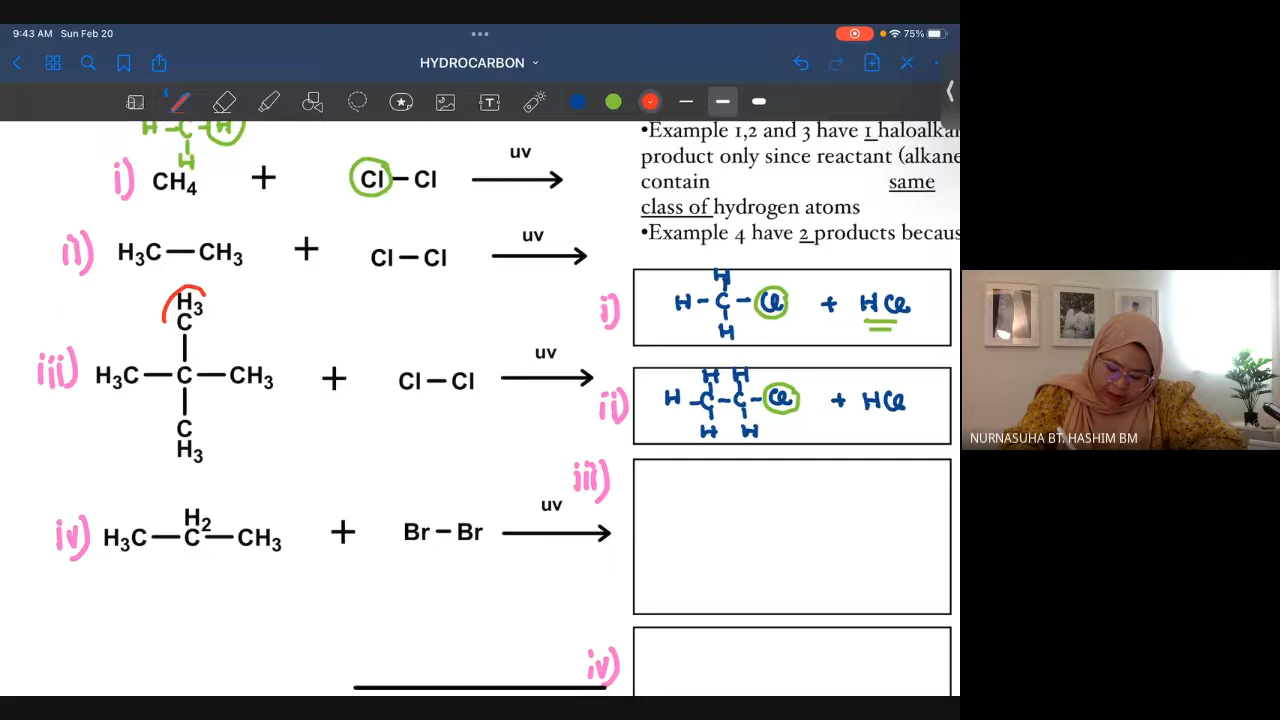 9:43 AM Sun Feb 20
75%
HYDROCARBON
H-C-H
H
i) CH4 + Cl-Cl uv
ii) H3C-CH3 + Cl-Cl uv
H3
C
iii) H3C-C-CH3 + Cl-Cl uv
C
H3
H2
iv) H3C-C-CH3 + Br-Br uv
•Example 1,2 and 3 have 1 haloalkan
product only since reactant (alkane
contain same
class of hydrogen atoms
•Example 4 have 2 products becaus
H
i) H-C-Cl + HCl
H
H H
ii) H-C-C-Cl + HCl
H H
iii)
iv)
NURNASUHA BT. HASHIM BM